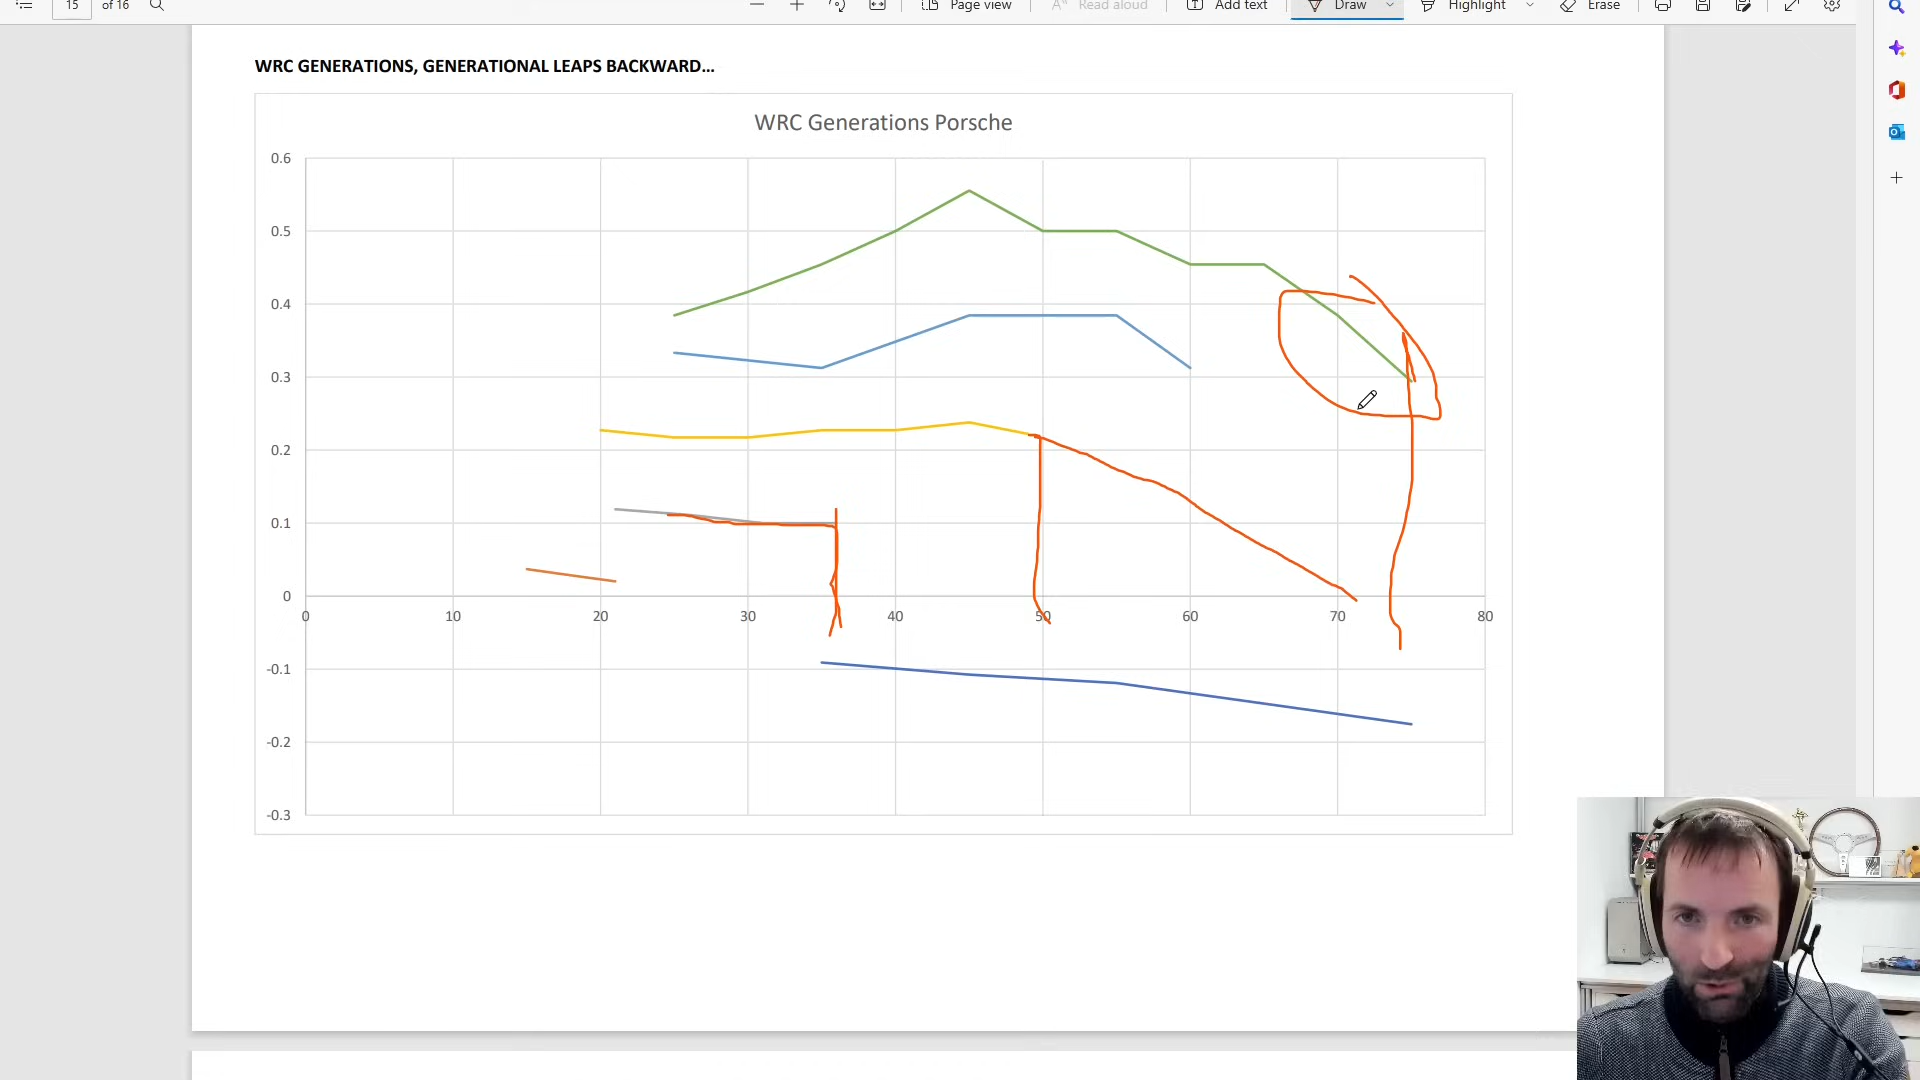 15 of 16 Page view Read aloud Add text Draw Highlight Erase
WRC GENERATIONS, GENERATIONAL LEAPS BACKWARD...
WRC Generations Porsche
0.6
0.5
0.4
0.3
0.2
0.1
0
0 10 20 30 40 50 60 70 80
-0.1
-0.2
-0.3